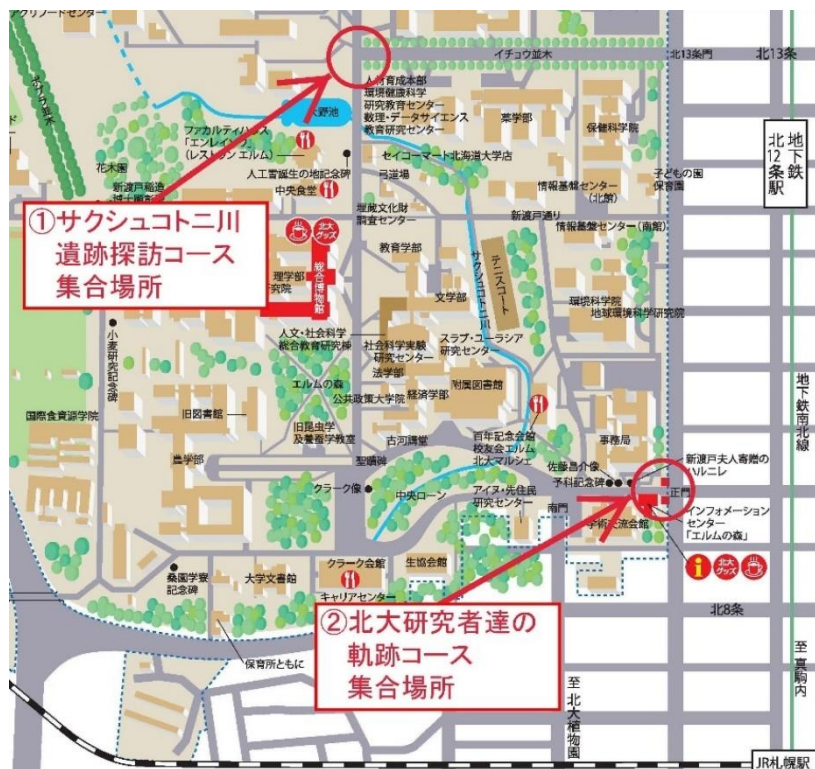 アグリフードセンター
ポプラ並木
イチョウ並木
北13条門
北13条
大野池
人材育成本部
環境健康科学
研究教育センター
数理・データサイエンス
教育研究センター
薬学部
保健科学院
地下鉄
北12条駅
ファカルティハウス
「エンレイソウ」
(レストラン エルム)
セイコーマート北海道大学店
花木園
人工雪誕生の地記念碑
弓道場
子どもの園
保育園
新渡戸稲造
中央食堂
情報基盤センター
(北館)
埋蔵文化財
調査センター
新渡戸通り
情報基盤センター(南館)
①サクシュコトニ川
遺跡探訪コース
集合場所
北大
グッズ
教育学部
理学部
総合博物館
サクシュコトニ川
テニスコート
文学部
環境科学院
地球環境科学研究院
小麦研究記念碑
人文・社会科学
総合教育研究棟
社会科学実験
研究センター
スラブ・ユーラシア
研究センター
法学部
エルムの森
公共政策大学院
経済学部
附属図書館
地下鉄南北線
国際食資源学院
旧図書館
旧昆虫学
及養蚕学教室
古河講堂
百年記念会館
校友会エルム
北大マルシェ
事務局
農学部
聖蹟碑
佐藤昌介像
新渡戸夫人寄贈の
ハルニレ
クラーク像
中央ローン
予科記念碑
正門
アイヌ・先住民
研究センター
南門
学術交流会館
インフォメーション
センター
「エルムの森」
i
北大
グッズ
桑園学寮
記念碑
大学文書館
クラーク会館
キャリアセンター
生協会館
北8条
②北大研究者達の
軌跡コース
集合場所
保育所ともに
至 北大植物園
至 真駒内
JR札幌駅